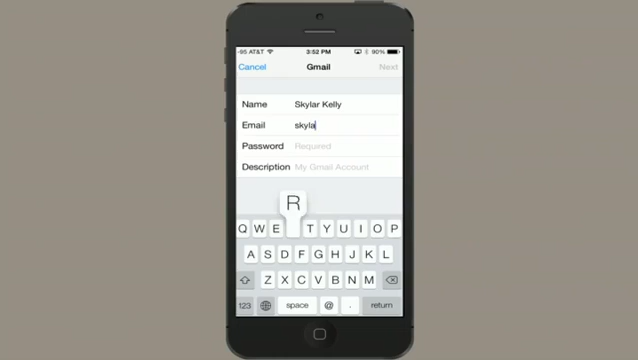 -95 AT&T 3:52 PM 90%
Cancel Gmail Next
Name Skylar Kelly
Email skyla
Password Required
Description My Gmail Account
R
Q W E T Y U I O P
A S D F G H J K L
Z X C V B N M
123 space @ . return